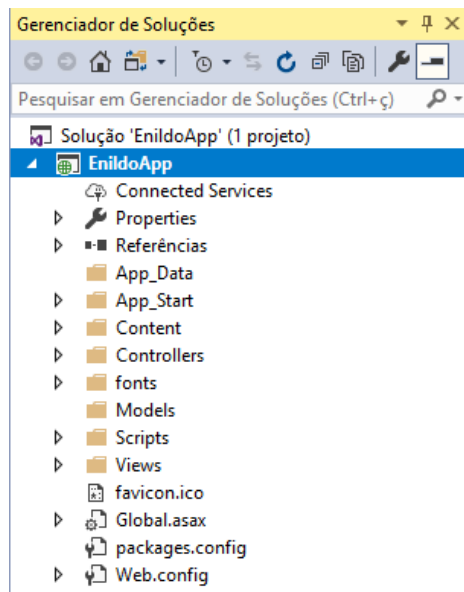 Gerenciador de Soluções
Pesquisar em Gerenciador de Soluções (Ctrl+ç)
Solução 'EnildoApp' (1 projeto)
EnildoApp
Connected Services
Properties
Referências
App_Data
App_Start
Content
Controllers
fonts
Models
Scripts
Views
favicon.ico
Global.asax
packages.config
Web.config